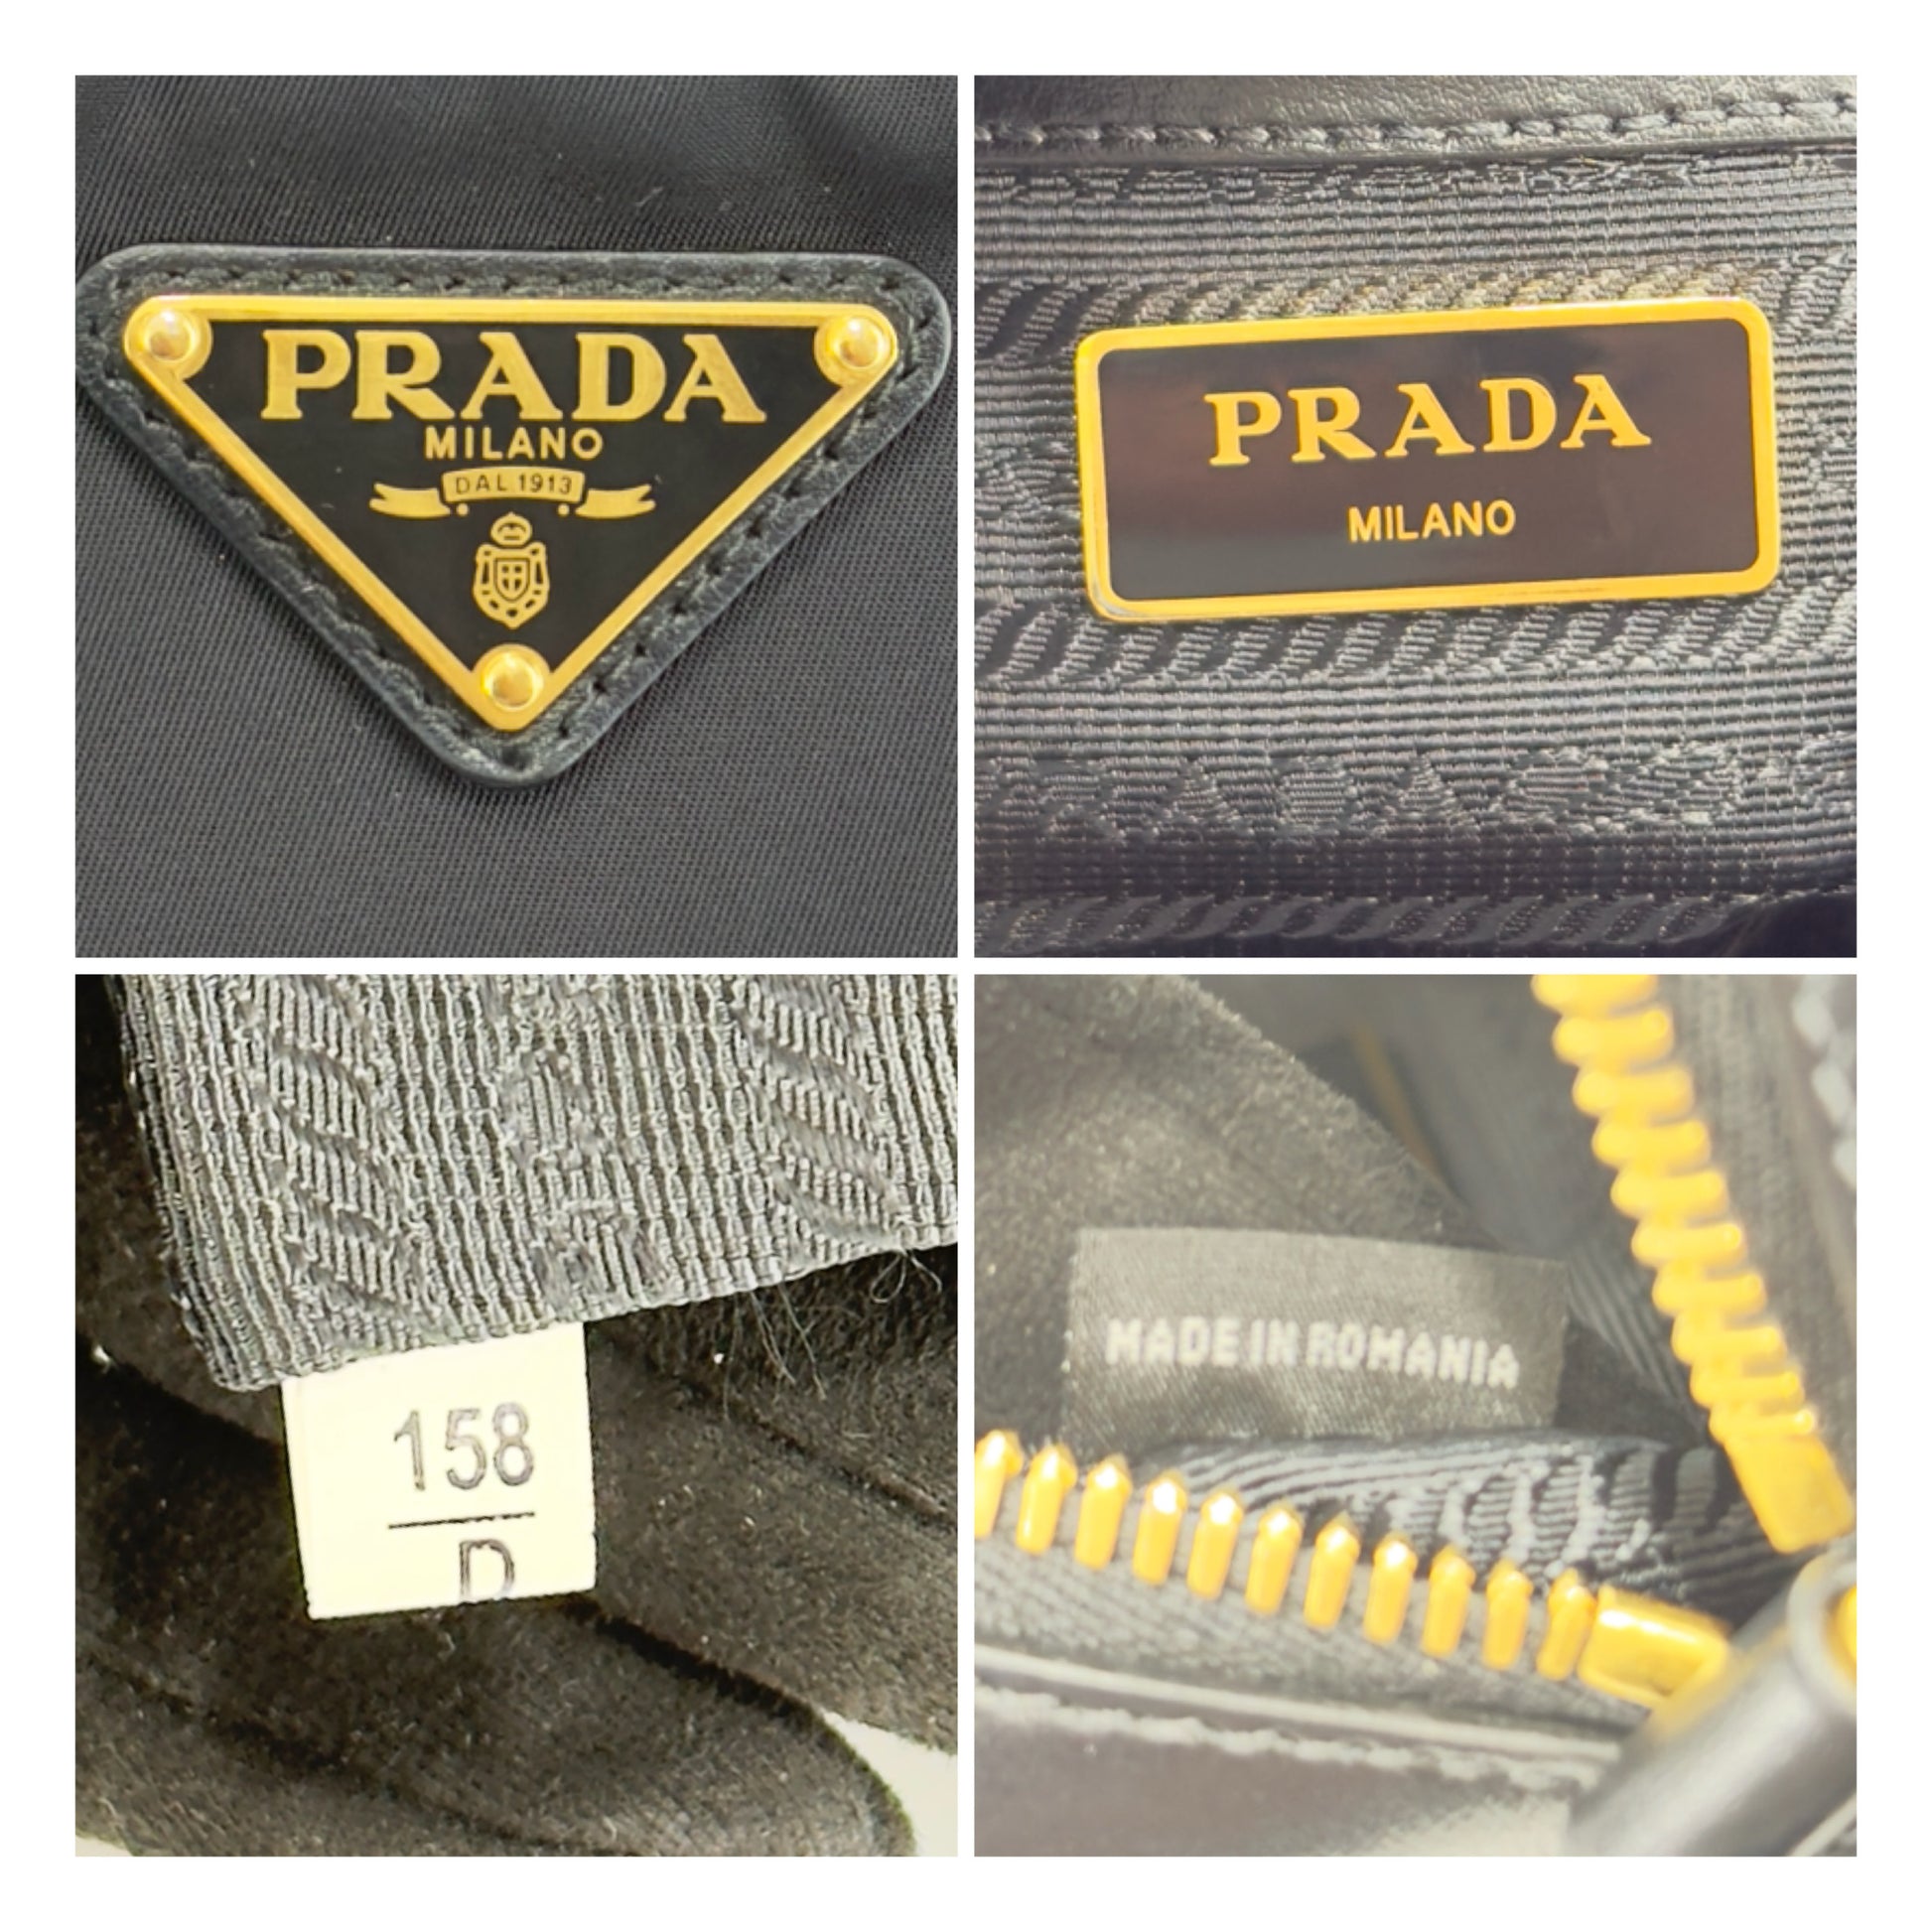 PRADA
MILANO
DAL 1913
PRADA
MILANO
158
D
MADE IN ROMANIA